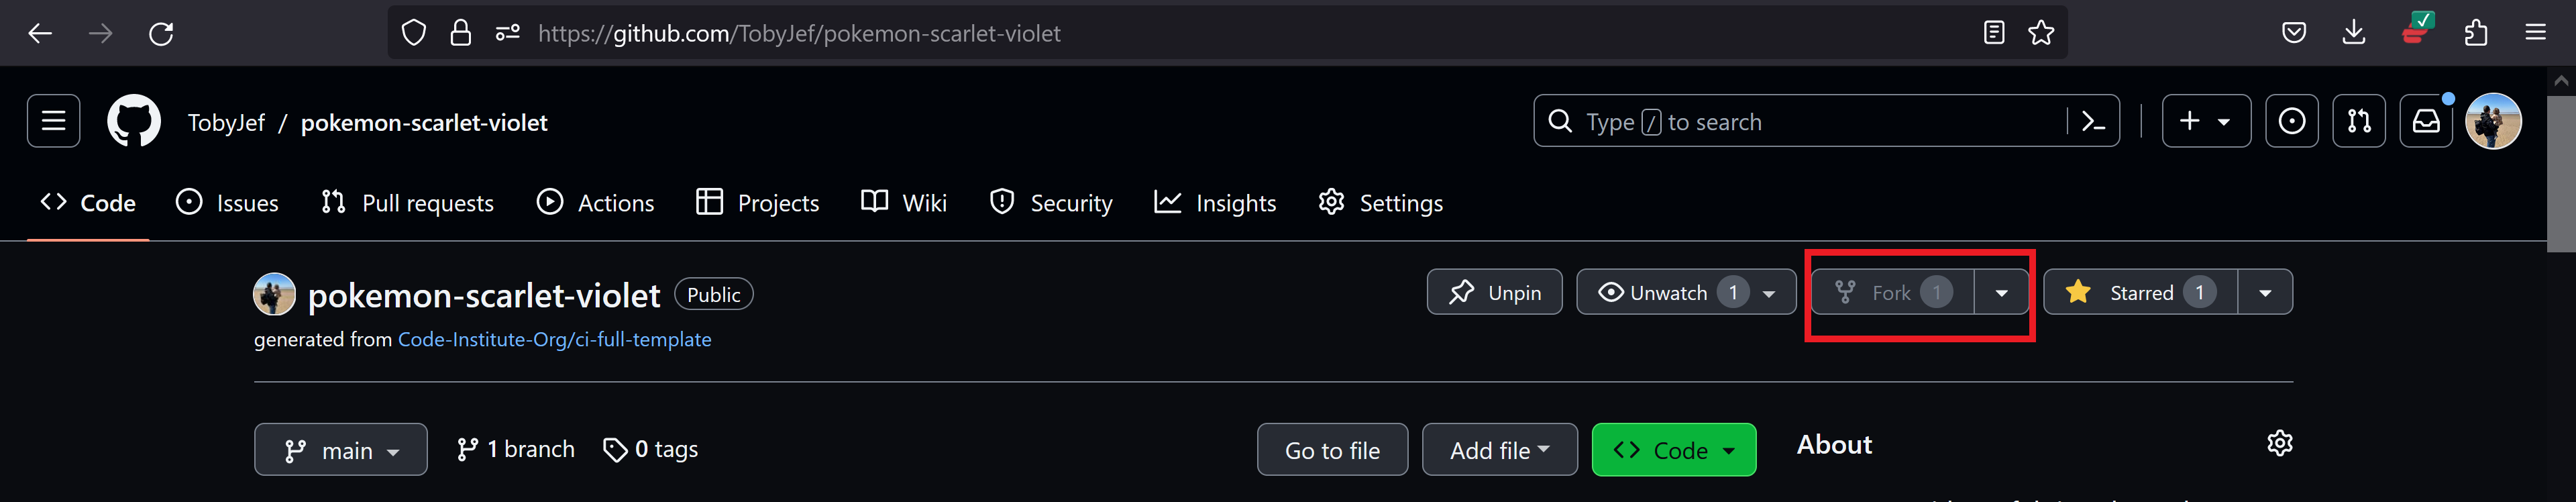 https://github.com/TobyJef/pokemon-scarlet-violet
TobyJef / pokemon-scarlet-violet
Type / to search
Code Issues Pull requests Actions Projects Wiki Security Insights Settings
pokemon-scarlet-violet Public Unpin Unwatch 1 Fork 1 Starred 1
generated from Code-Institute-Org/ci-full-template
main 1 branch 0 tags Go to file Add file Code About